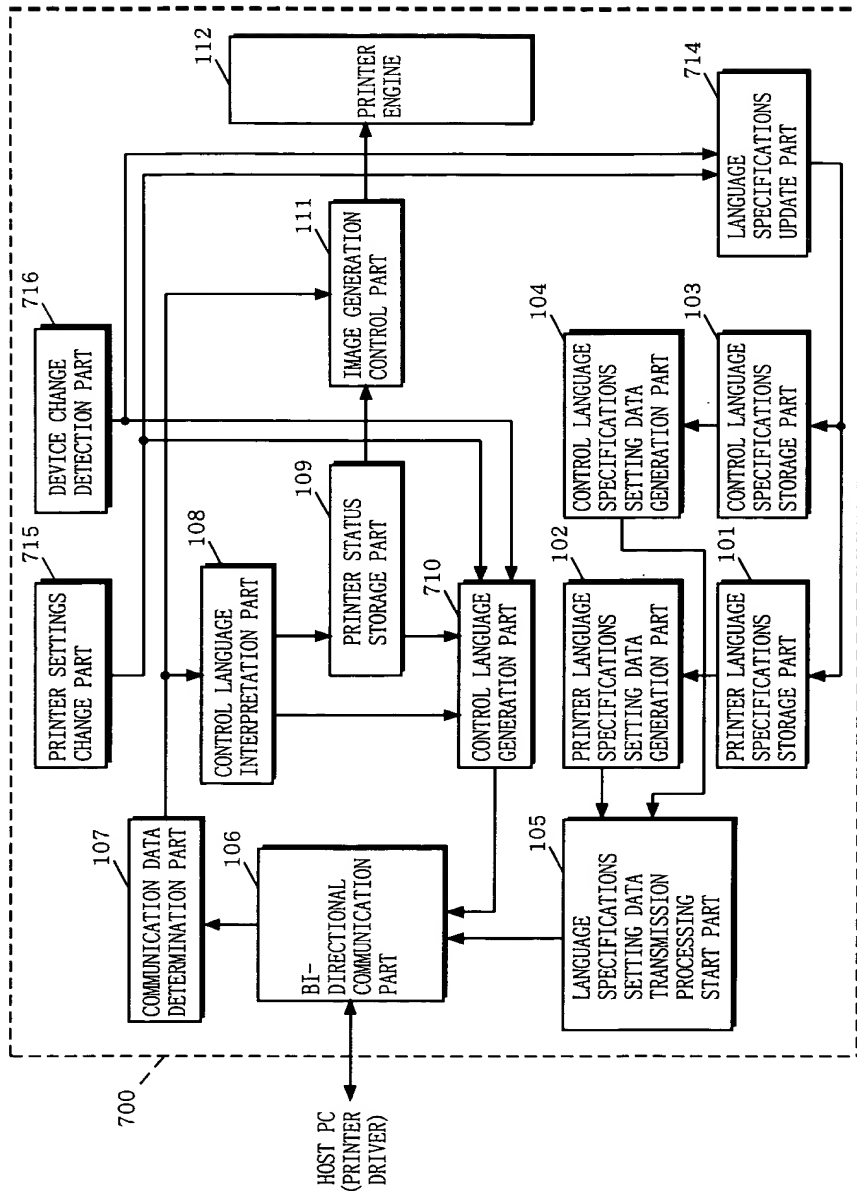 700
HOST PC
(PRINTER
DRIVER)
107
COMMUNICATION DATA
DETERMINATION PART
106
BI-
DIRECTIONAL
COMMUNICATION
PART
105
LANGUAGE
SPECIFICATIONS
SETTING DATA
TRANSMISSION
PROCESSING
START PART
715
PRINTER SETTINGS
CHANGE PART
108
CONTROL LANGUAGE
INTERPRETATION PART
109
PRINTER STATUS
STORAGE PART
710
CONTROL LANGUAGE
GENERATION PART
102
PRINTER LANGUAGE
SPECIFICATIONS
SETTING DATA
GENERATION PART
101
PRINTER LANGUAGE
SPECIFICATIONS
STORAGE PART
716
DEVICE CHANGE
DETECTION PART
111
IMAGE GENERATION
CONTROL PART
104
CONTROL LANGUAGE
SPECIFICATIONS
SETTING DATA
GENERATION PART
103
CONTROL LANGUAGE
SPECIFICATIONS
STORAGE PART
112
PRINTER
ENGINE
714
LANGUAGE
SPECIFICATIONS
UPDATE PART